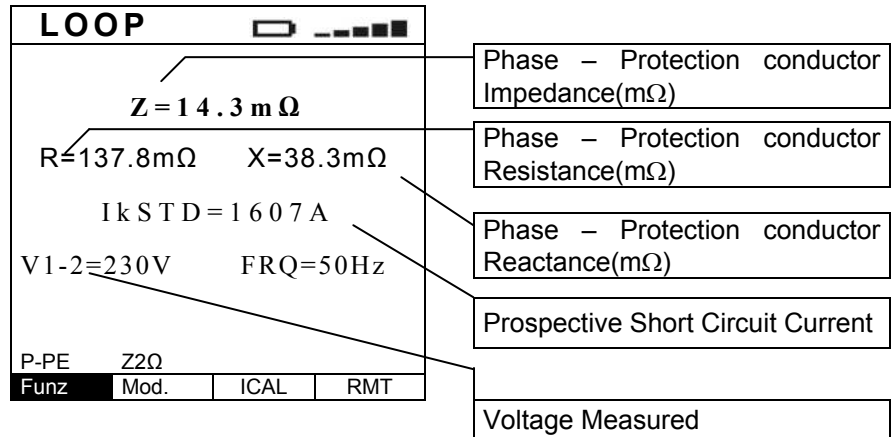 LOOP
Z=14.3mΩ
R=137.8mΩ X=38.3mΩ
IkSTD=1607A
V1-2=230V FRQ=50Hz
P-PE Z2Ω
Funz Mod. ICAL RMT
Phase – Protection conductor
Impedance(mΩ)
Phase – Protection conductor
Resistance(mΩ)
Phase – Protection conductor
Reactance(mΩ)
Prospective Short Circuit Current
Voltage Measured